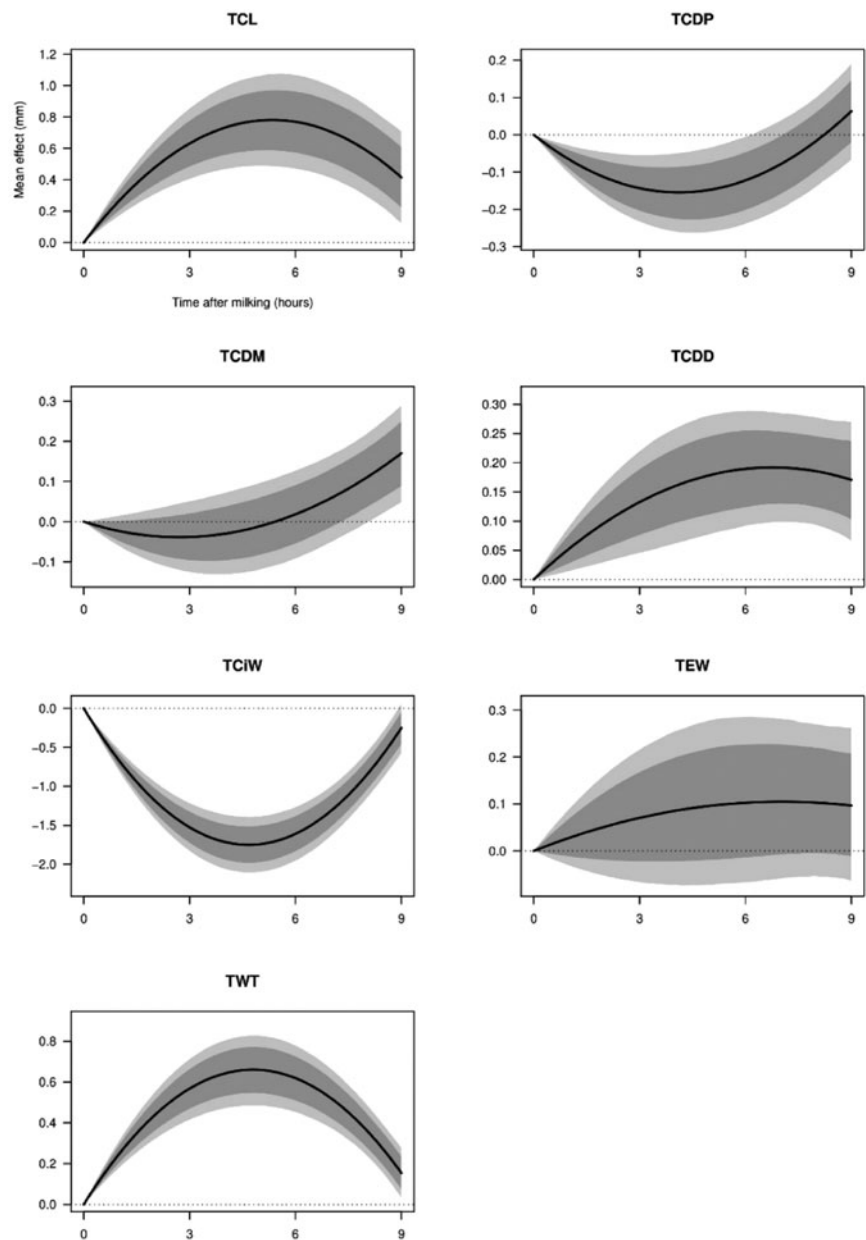 TCL
1.2
1.0
0.8
0.6
0.4
0.2
0.0
Mean effect (mm)
0 3 6 9
Time after milking (hours)
TCDP
0.2
0.1
0.0
−0.1
−0.2
−0.3
0 3 6 9
TCDM
0.3
0.2
0.1
0.0
−0.1
0 3 6 9
TCDD
0.30
0.25
0.20
0.15
0.10
0.05
0.00
0 3 6 9
TCiW
0.0
−0.5
−1.0
−1.5
−2.0
0 3 6 9
TEW
0.3
0.2
0.1
0.0
0 3 6 9
TWT
0.8
0.6
0.4
0.2
0.0
0 3 6 9